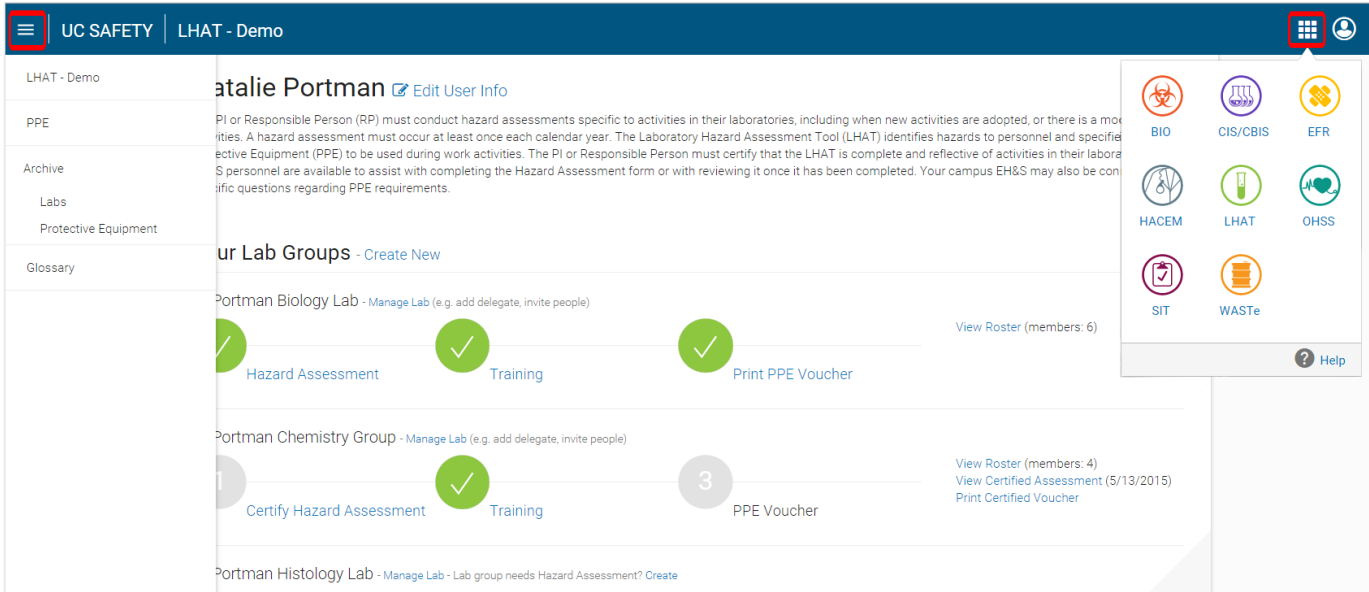 UC SAFETY LHAT - Demo
LHAT - Demo
PPE
Archive
Labs
Protective Equipment
Glossary
atalie Portman Edit User Info
PI or Responsible Person (RP) must conduct hazard assessments specific to activities in their laboratories, including when new activities are adopted, or there is a
A hazard assessment must occur at least once each calendar year. The Laboratory Hazard Assessment Tool (LHAT) identifies hazards to personnel and
Equipment (PPE) to be used during work activities. The PI or Responsible Person must certify that the LHAT is complete and reflective of activities in their
S personnel are available to assist with completing the Hazard Assessment form or with reviewing it once it has been completed. Your campus EH&S may also be
questions regarding PPE requirements.
ur Lab Groups - Create New
Portman Biology Lab - Manage Lab (e.g. add delegate, invite people)
View Roster (members: 6)
Hazard Assessment Training Print PPE Voucher
Portman Chemistry Group - Manage Lab (e.g. add delegate, invite people)
View Roster (members: 4)
View Certified Assessment (5/13/2015)
Print Certified Voucher
3
Certify Hazard Assessment Training PPE Voucher
Portman Histology Lab - Manage Lab - Lab group needs Hazard Assessment? Create
BIO CIS/CBIS EFR
HACEM LHAT OHSS
SIT WASTe
? Help